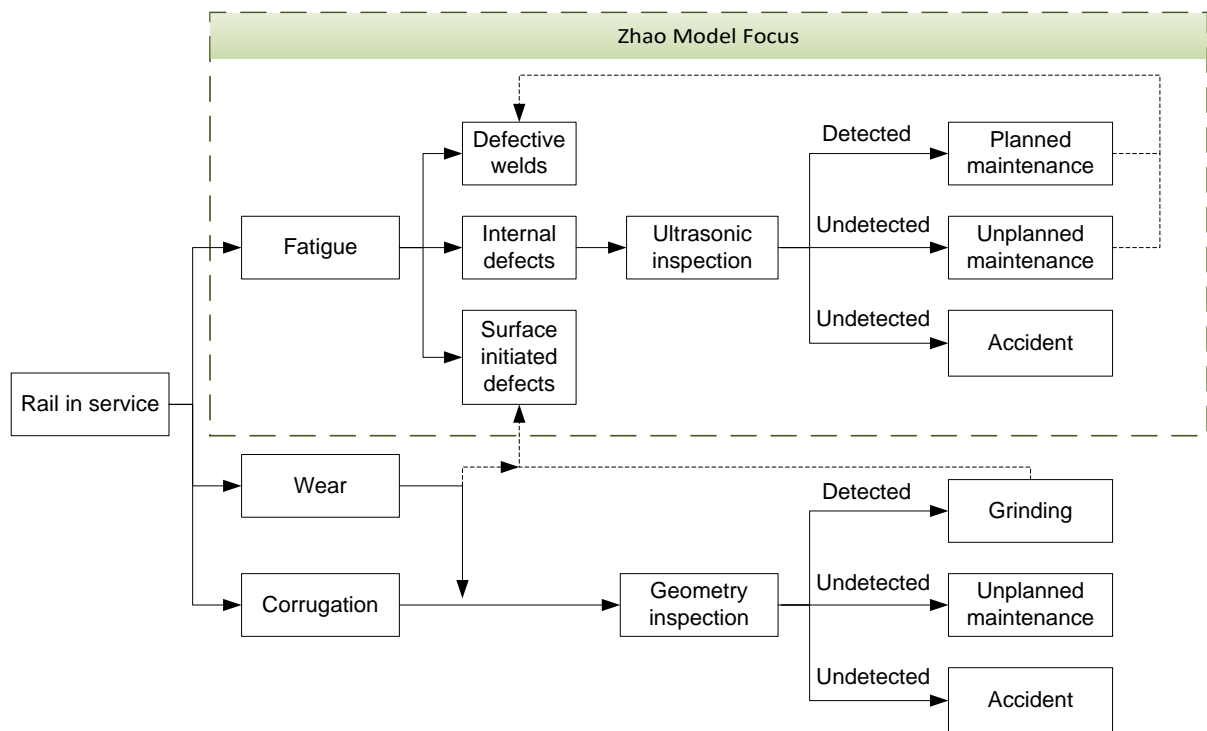 Zhao Model Focus
Defective
welds
Detected
Planned
maintenance
Fatigue
Internal
defects
Ultrasonic
inspection
Undetected
Unplanned
maintenance
Surface
initiated
defects
Undetected
Accident
Rail in service
Wear
Detected
Grinding
Corrugation
Geometry
inspection
Undetected
Unplanned
maintenance
Undetected
Accident